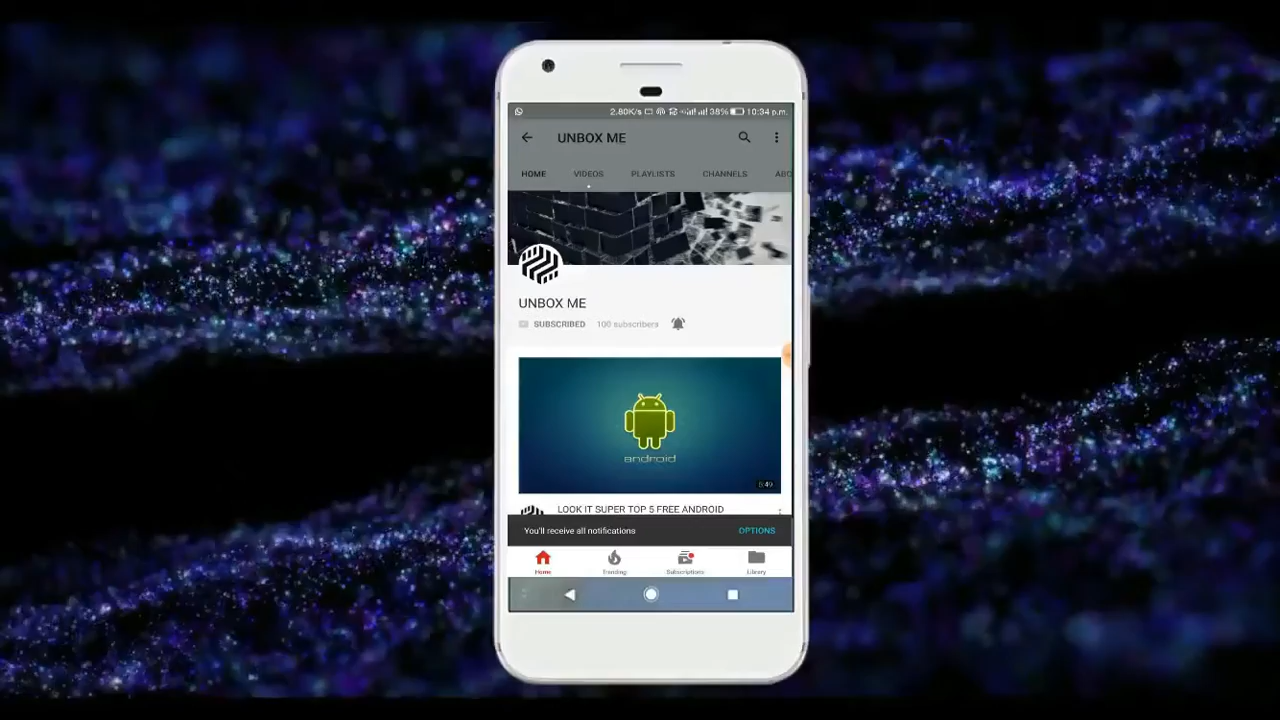 2.80K/s 38% 10:34 p.m.
UNBOX ME
HOME VIDEOS PLAYLISTS CHANNELS ABO
UNBOX ME
SUBSCRIBED 100 subscribers
android
LOOK IT SUPER TOP 5 FREE ANDROID
You'll receive all notifications OPTIONS
Home Trending Subscriptions Library